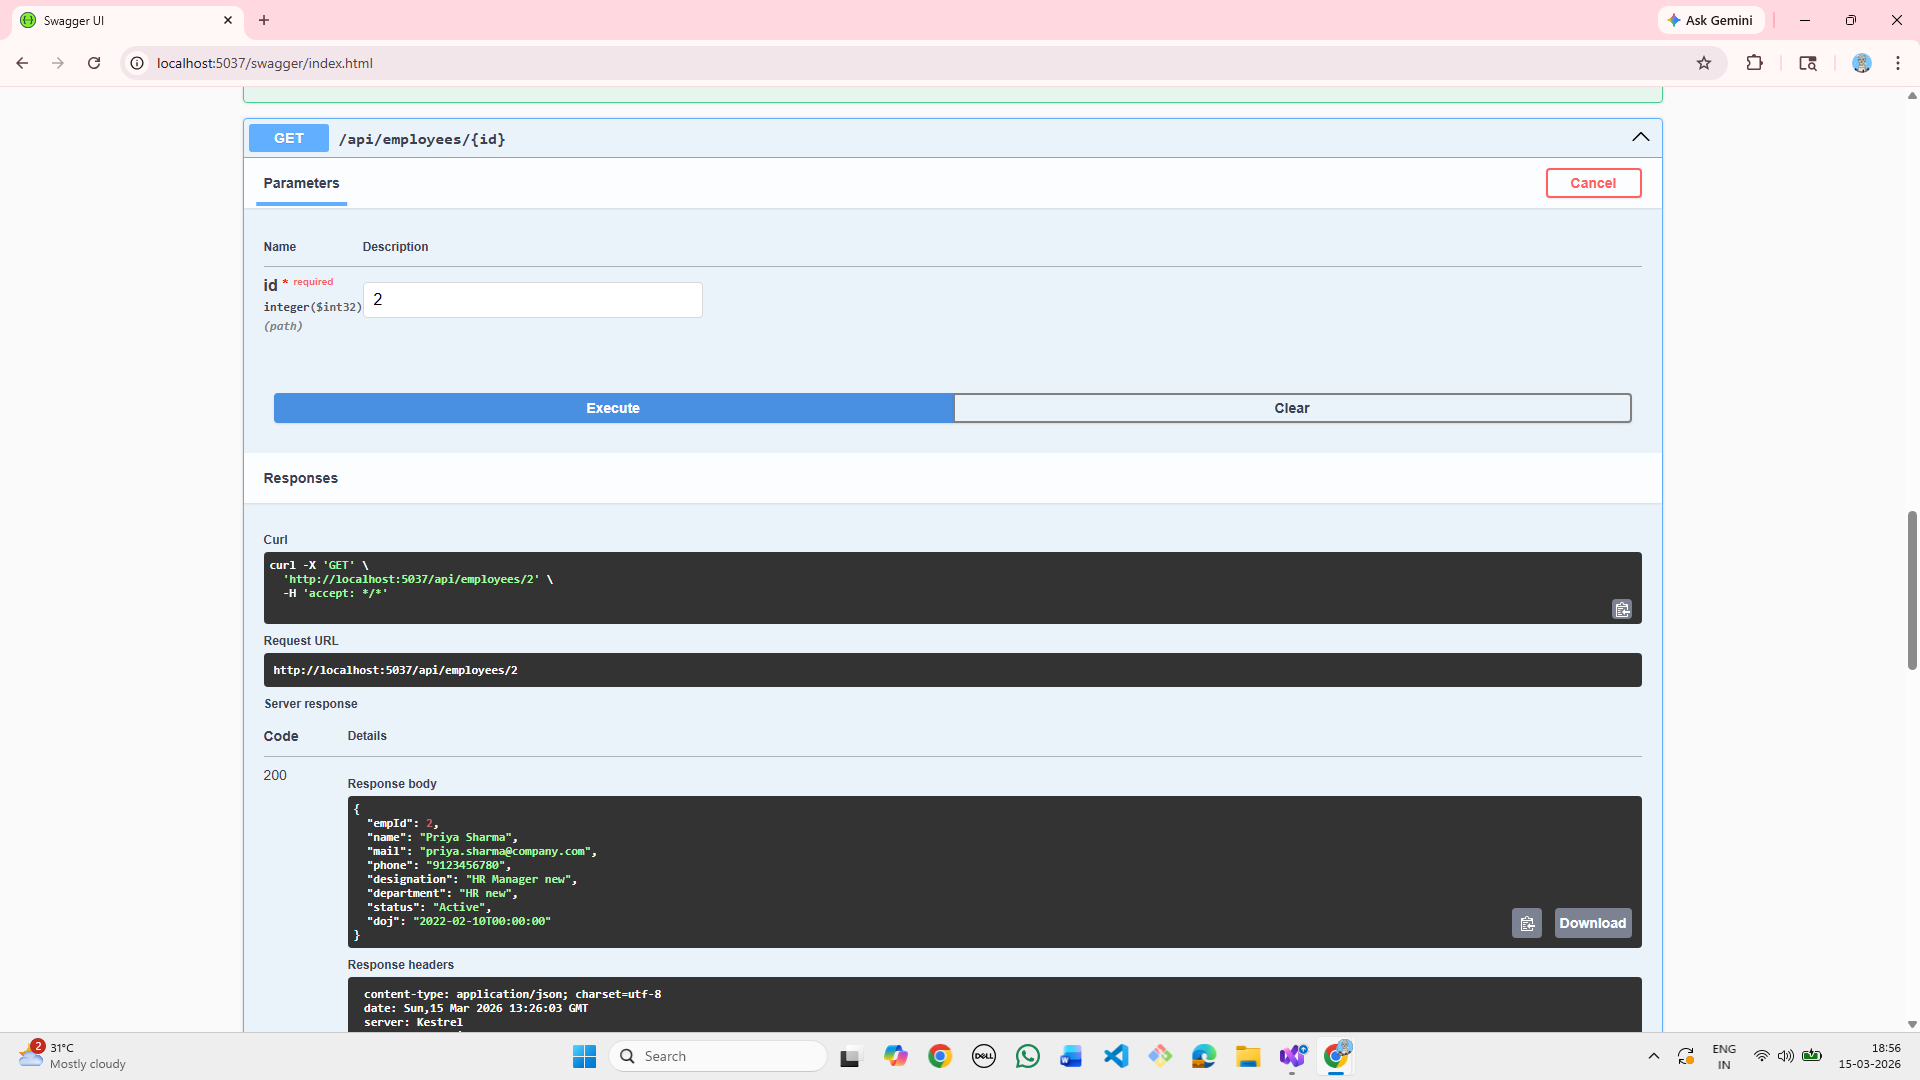 Swagger UI
Ask Gemini
localhost:5037/swagger/index.html
GET /api/employees/{id}
Parameters
Cancel
Name Description
id * required
integer($int32)
(path)
2
Execute
Clear
Responses
Curl
curl -X 'GET' \
'http://localhost:5037/api/employees/2' \
-H 'accept: */*'
Request URL
http://localhost:5037/api/employees/2
Server response
Code Details
200
Response body
{
"empId": 2,
"name": "Priya Sharma",
"mail": "priya.sharma@company.com",
"phone": "9123456780",
"designation": "HR Manager new",
"department": "HR new",
"status": "Active",
"doj": "2022-02-10T00:00:00"
}
Download
Response headers
content-type: application/json; charset=utf-8
date: Sun,15 Mar 2026 13:26:03 GMT
server: Kestrel
2
31°C
Mostly cloudy
Search
DELL
ENG
IN
18:56
15-03-2026